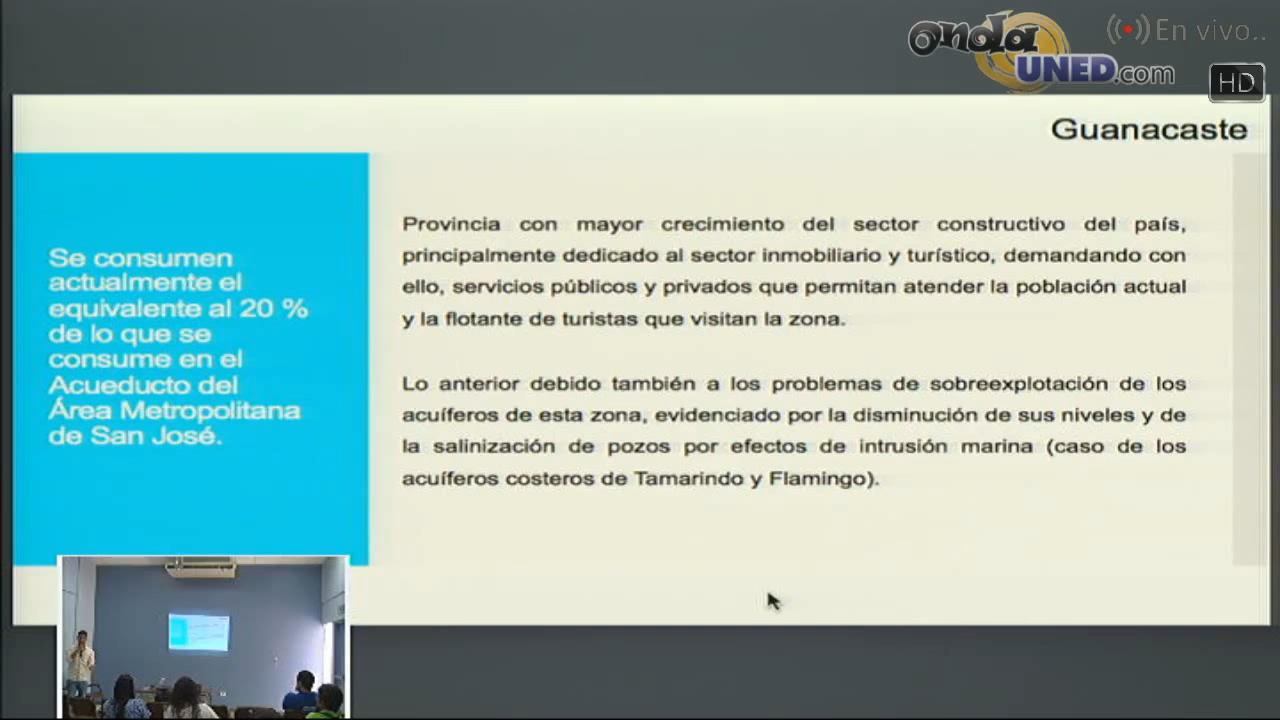 onda
UNED.com
En vivo..
HD
Guanacaste
Se consumen
actualmente el
equivalente al 20 %
de lo que se
consume en el
Acueducto del
Área Metropolitana
de San José.
Provincia con mayor crecimiento del sector constructivo del país,
principalmente dedicado al sector inmobiliario y turístico, demandando con
ello, servicios públicos y privados que permitan atender la población actual
y la flotante de turistas que visitan la zona.
Lo anterior debido también a los problemas de sobreexplotación de los
acuíferos de esta zona, evidenciado por la disminución de sus niveles y de
la salinización de pozos por efectos de intrusión marina (caso de los
acuíferos costeros de Tamarindo y Flamingo).